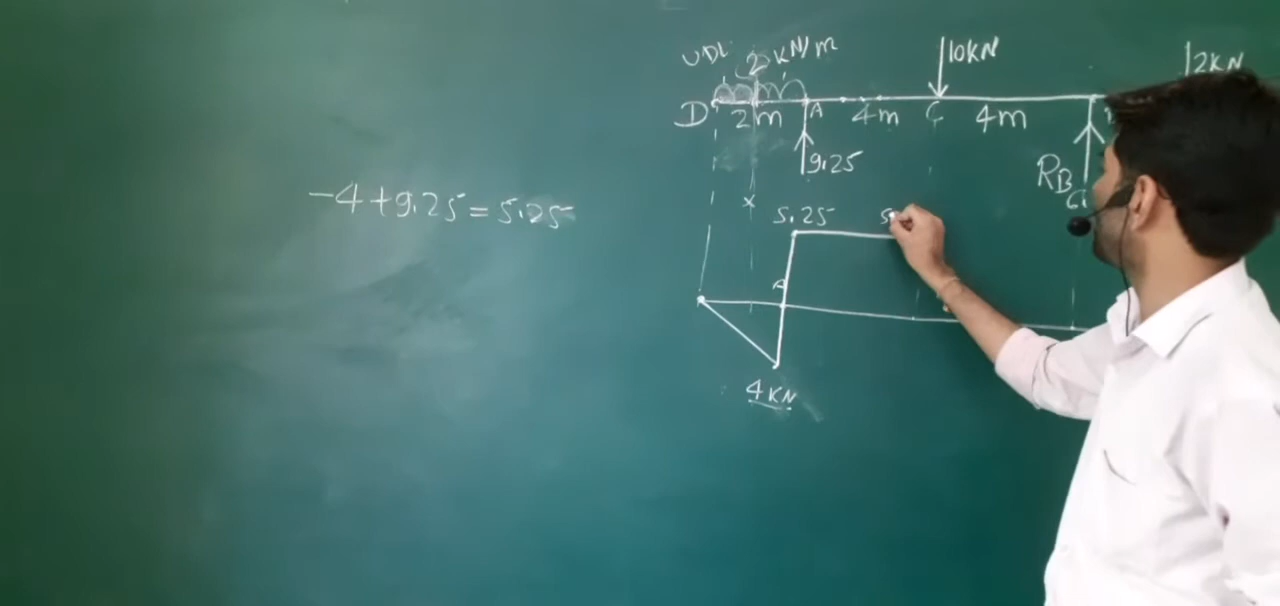 UDL 2 KN/m
10KN
2KN
D 2m A 4m C 4m
9.25
RB
-4+9.25=5.25
x
5.25 5
A
4KN